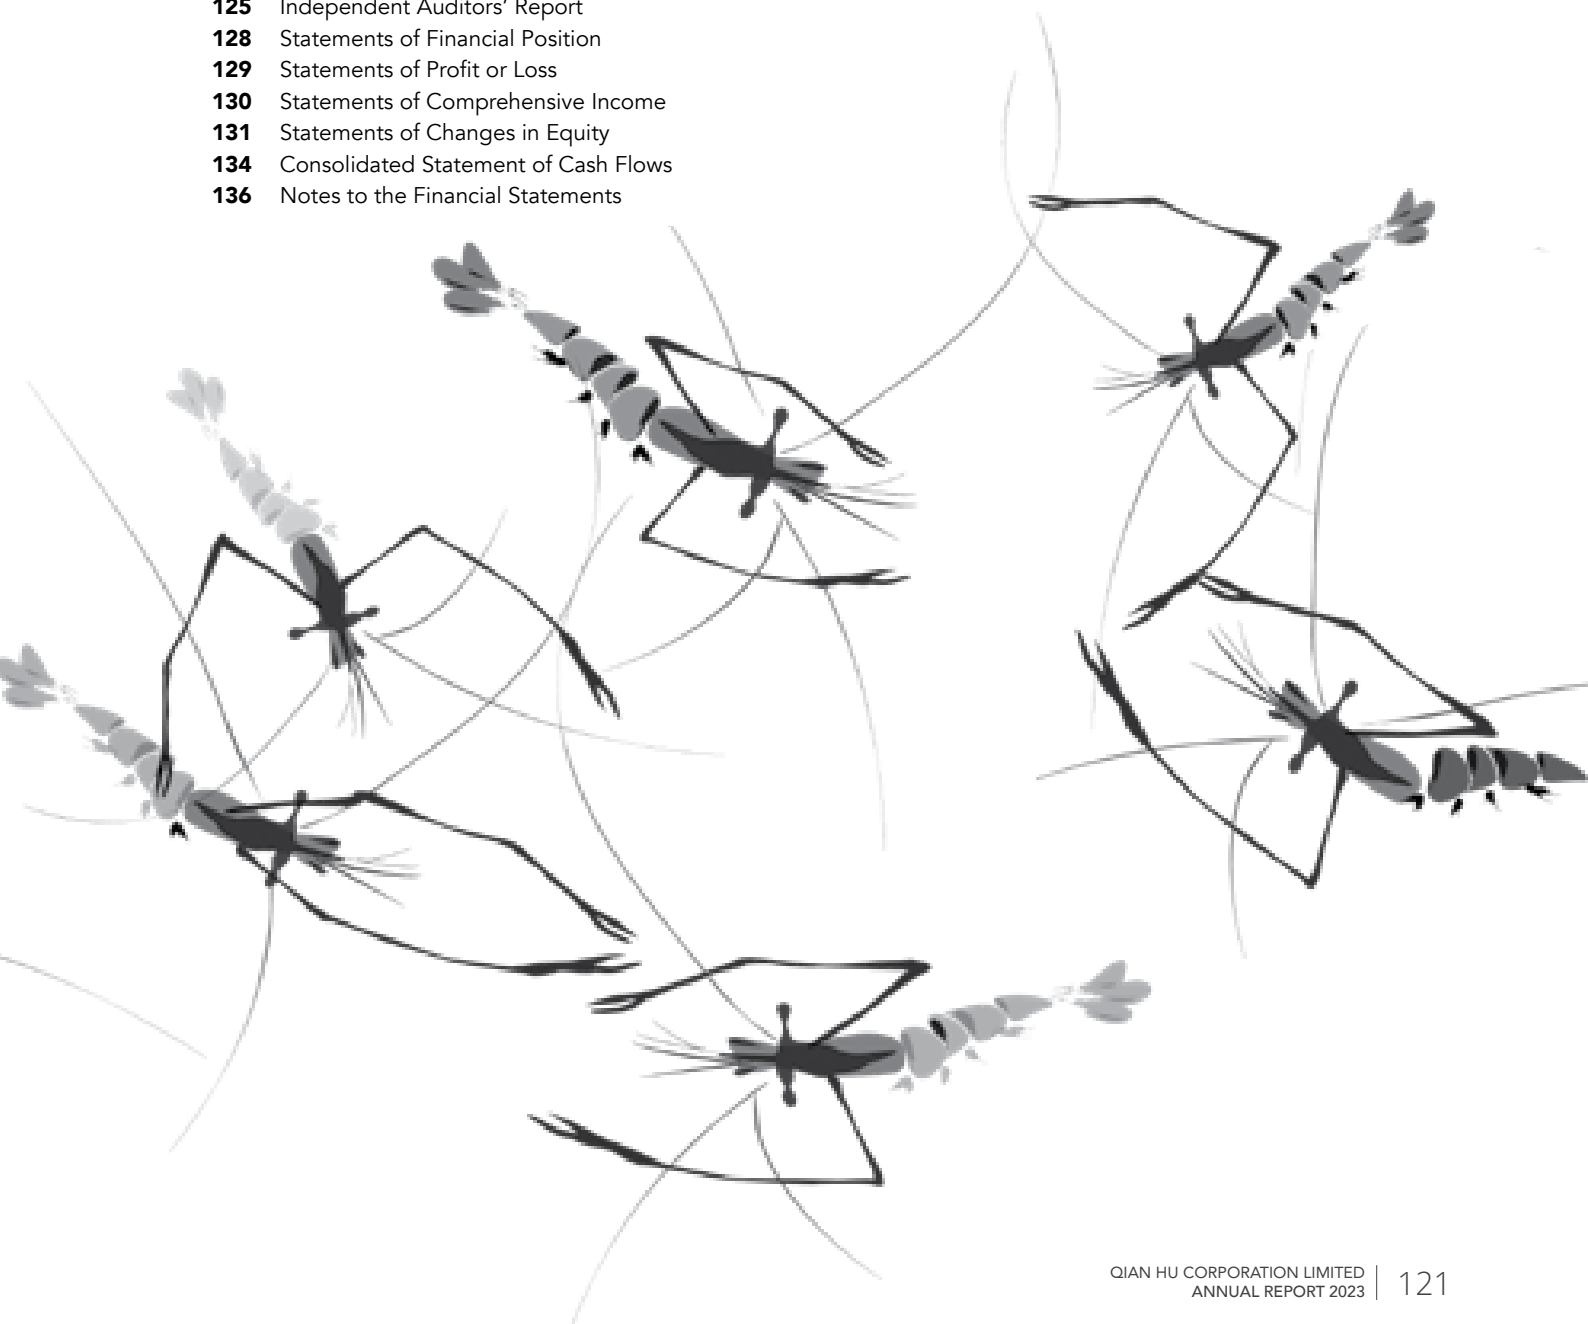 125 Independent Auditors’ Report
128 Statements of Financial Position
129 Statements of Profit or Loss
130 Statements of Comprehensive Income
131 Statements of Changes in Equity
134 Consolidated Statement of Cash Flows
136 Notes to the Financial Statements
QIAN HU CORPORATION LIMITED
ANNUAL REPORT 2023
121